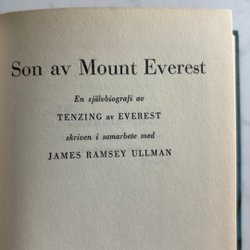 Son av Mount Everest
En självbiografi av
TENZING av EVEREST
skriven i samarbete med
JAMES RAMSEY ULLMAN